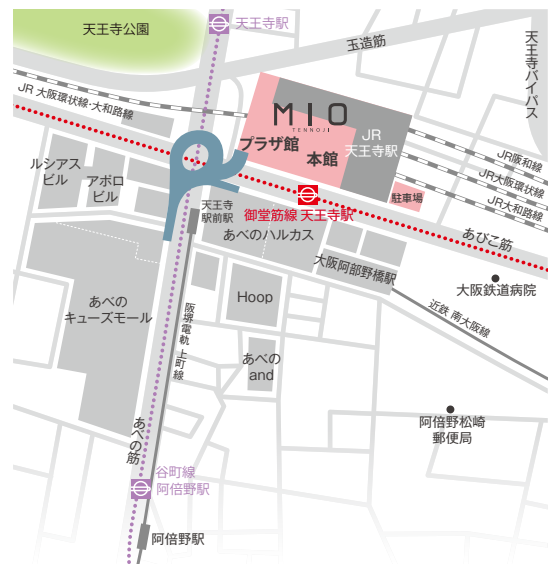 天王寺公園
天王寺駅
玉造筋
天王寺バイパス
JR 大阪環状線・大和路線
MIO
TENNOJI
プラザ館
本館
JR
天王寺駅
JR阪和線
JR大阪環状線
JR大和路線
駐車場
ルシアス
ビル
アポロ
ビル
天王寺
駅前駅
御堂筋線 天王寺駅
あびこ筋
あべのハルカス
大阪阿部野橋駅
大阪鉄道病院
近鉄 南大阪線
あべの
キューズモール
Hoop
阪堺電軌 上町線
あべの
and
阿倍野松崎
郵便局
あべの筋
谷町線
阿倍野駅
阿倍野駅